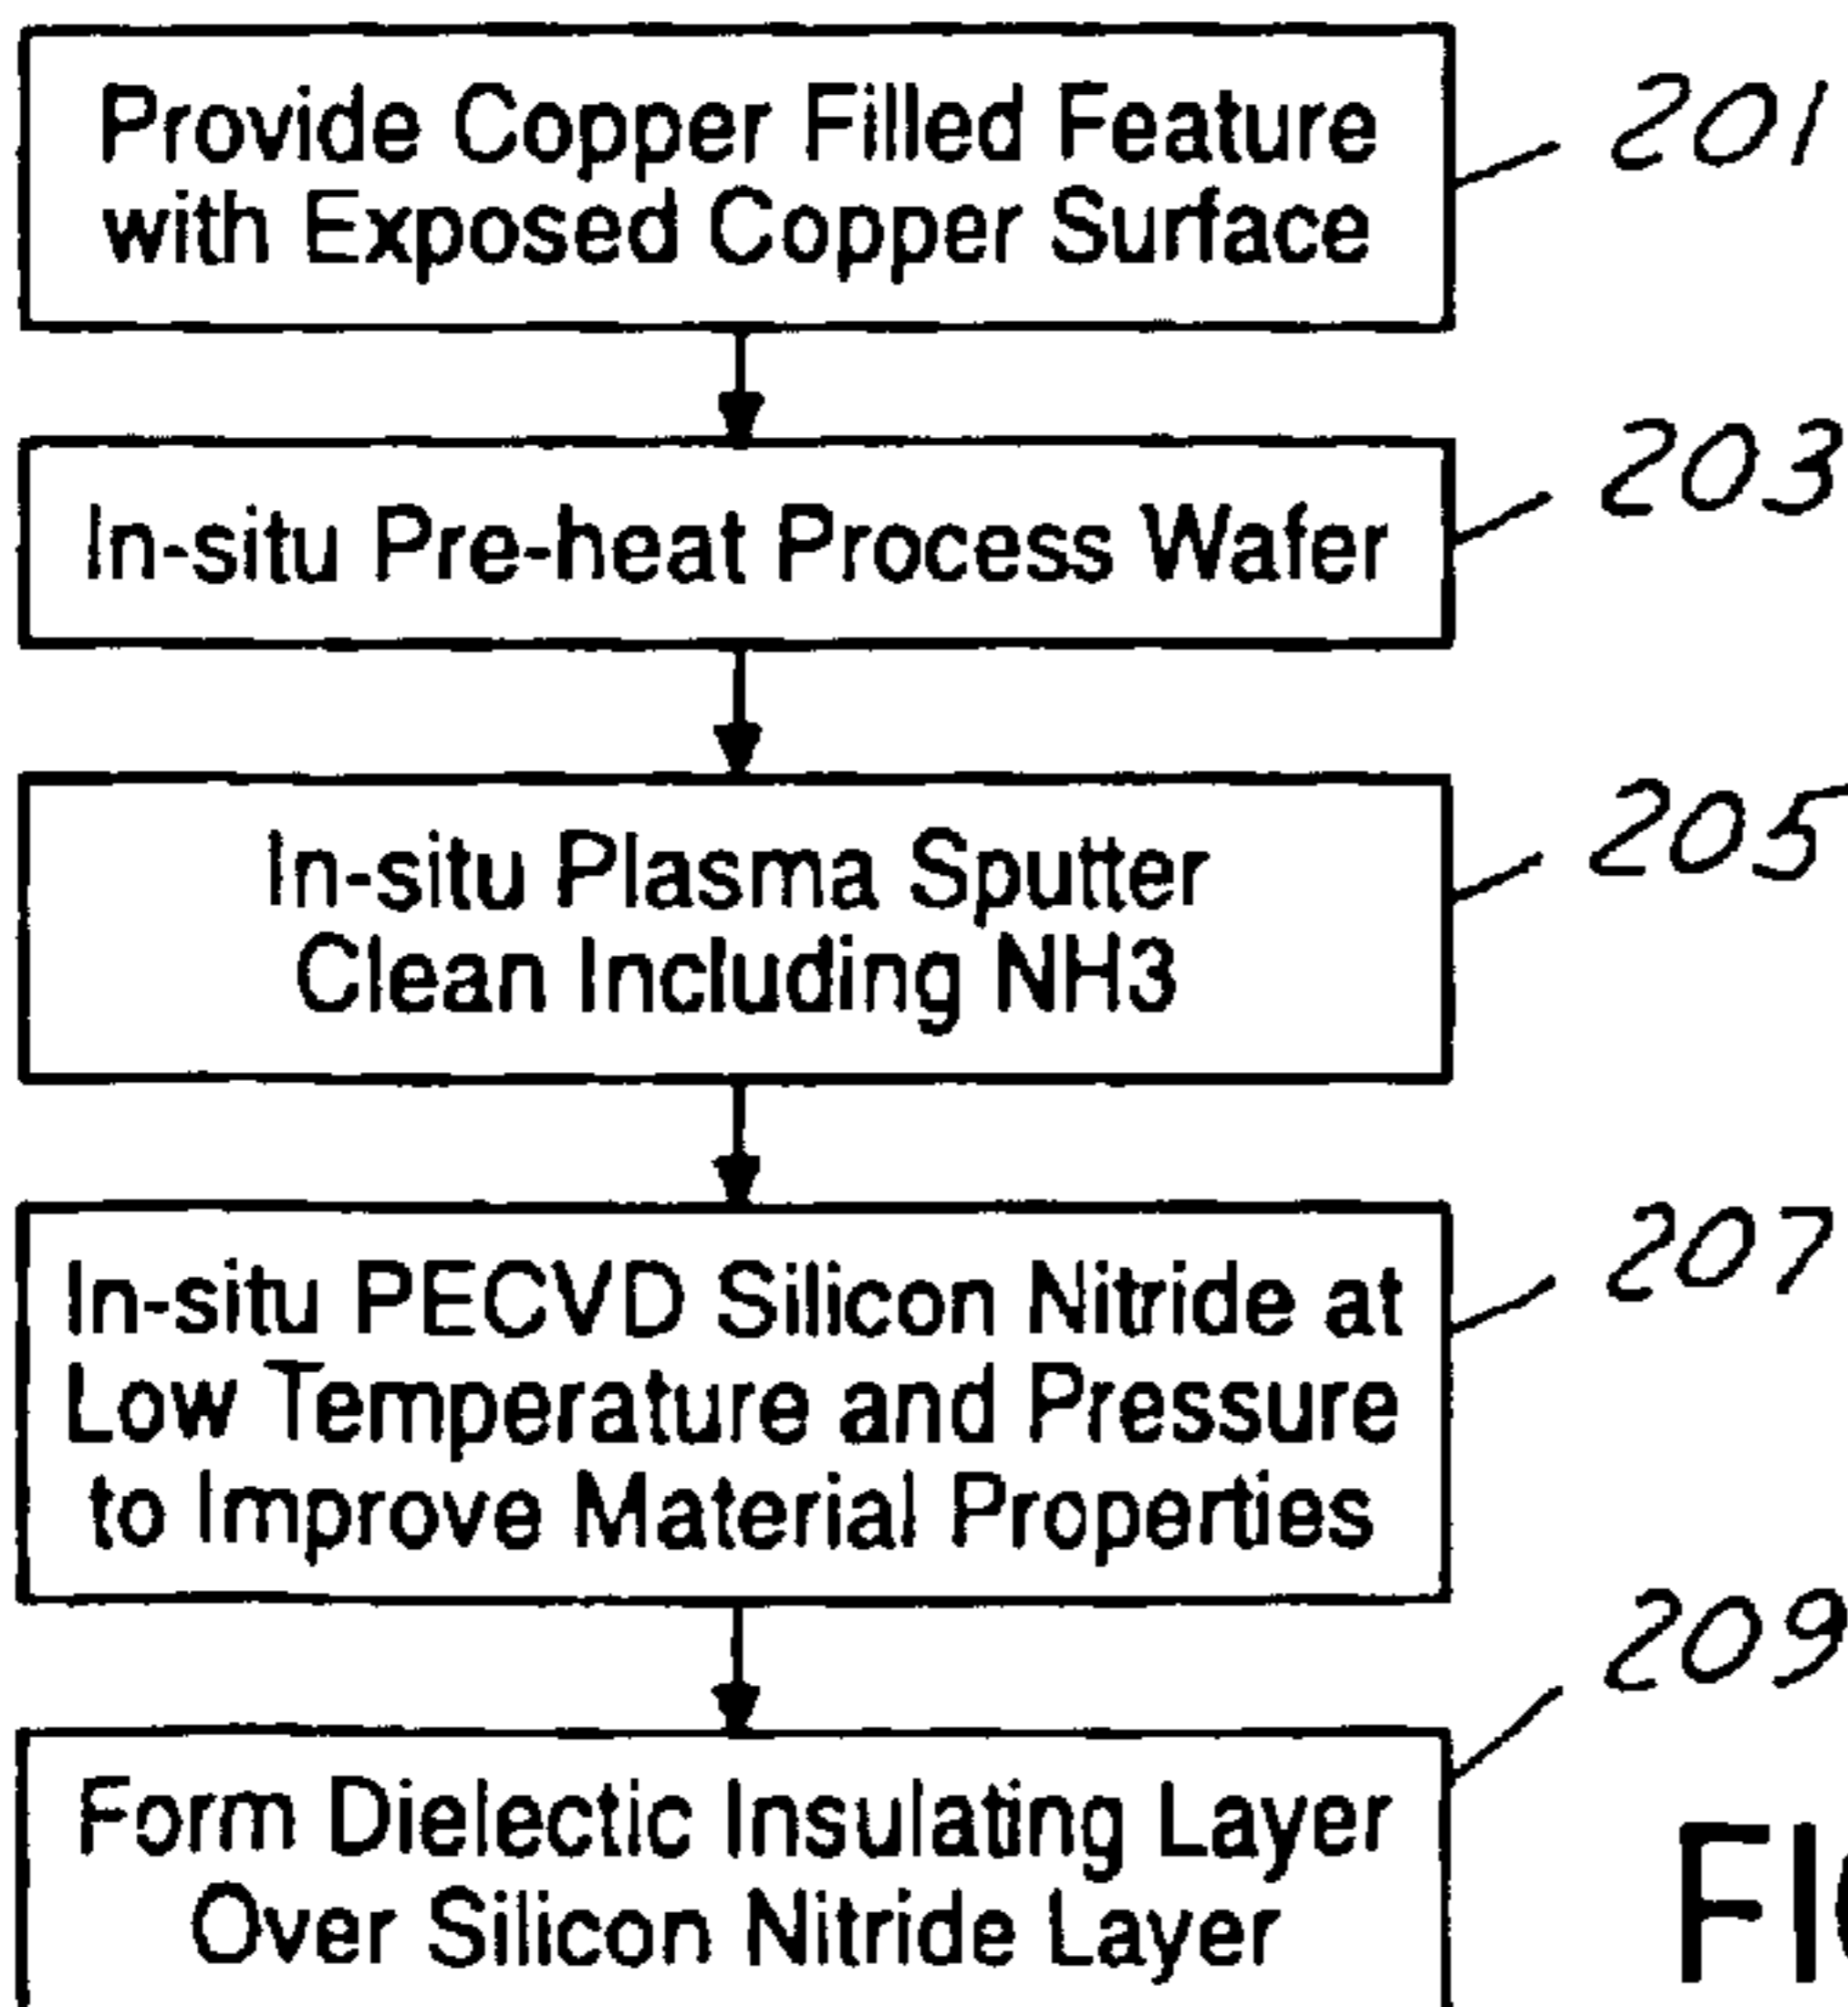 Provide Copper Filled Feature
with Exposed Copper Surface
201
In-situ Pre-heat Process Wafer
203
In-situ Plasma Sputter
Clean Including NH3
205
In-situ PECVD Silicon Nitride at
Low Temperature and Pressure
to Improve Material Properties
207
Form Dielectic Insulating Layer
Over Silicon Nitride Layer
209